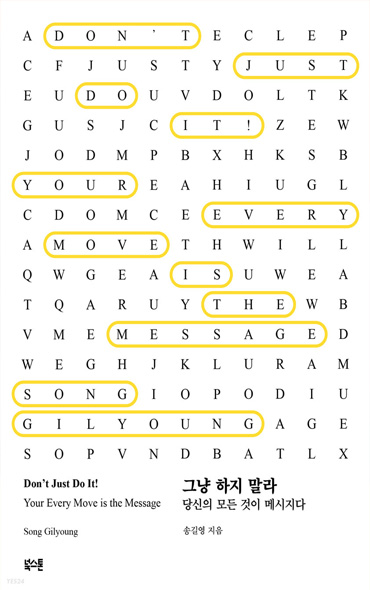 A D O N ' T E C L E P
C F J U S T Y J U S T
E U D O U V D O L T K
G U S J C I T ! Z E W
J O D M P B X H K S B
Y O U R E A H I U G L
C D O M C E E V E R Y
A M O V E T H W I L L
Q W G E A I S U W E A
T Q A R U Y T H E W B
V M E M E S S A G E D
W E G H J K L U R A M
S O N G I O P O D I U
G I L Y O U N G A G E
S O P V N D B A T L X
Don't Just Do It!
Your Every Move is the Message
Song Gilyoung
그냥 하지 말라
당신의 모든 것이 메시지다
송길영 지음
북스톤
YES24